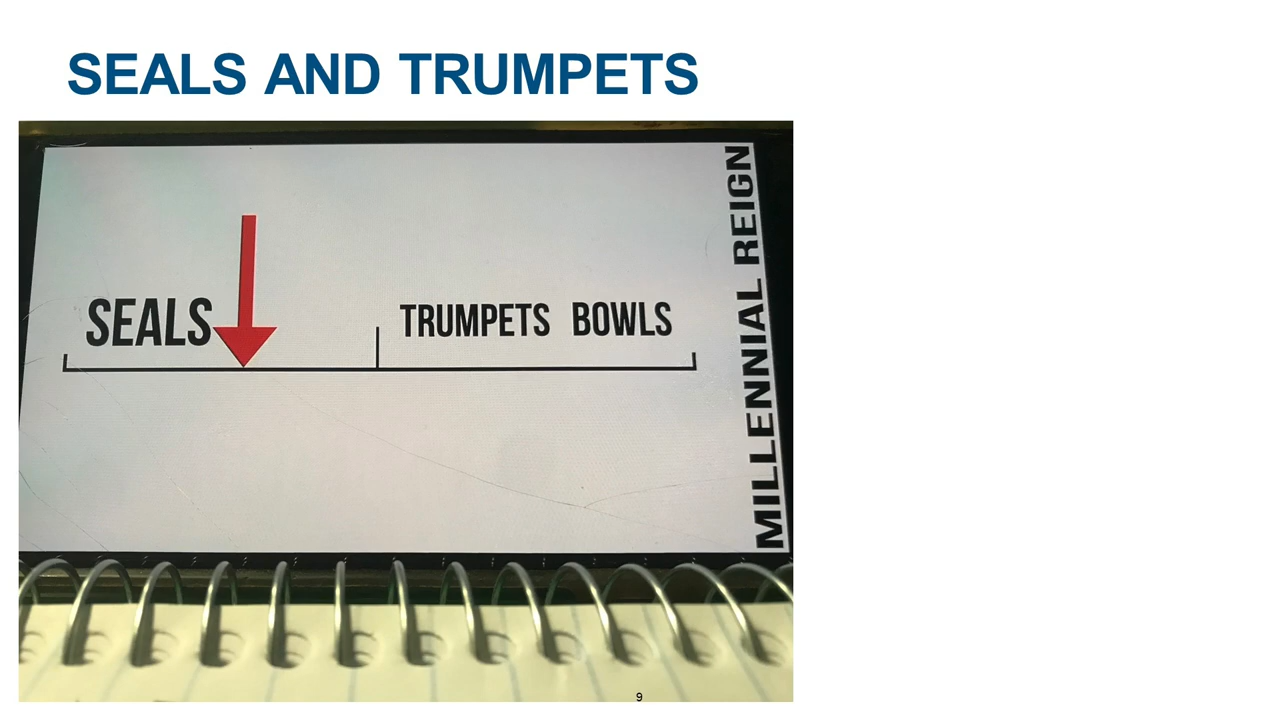 SEALS AND TRUMPETS
SEALS
TRUMPETS BOWLS
MILLENNIAL REIGN
9